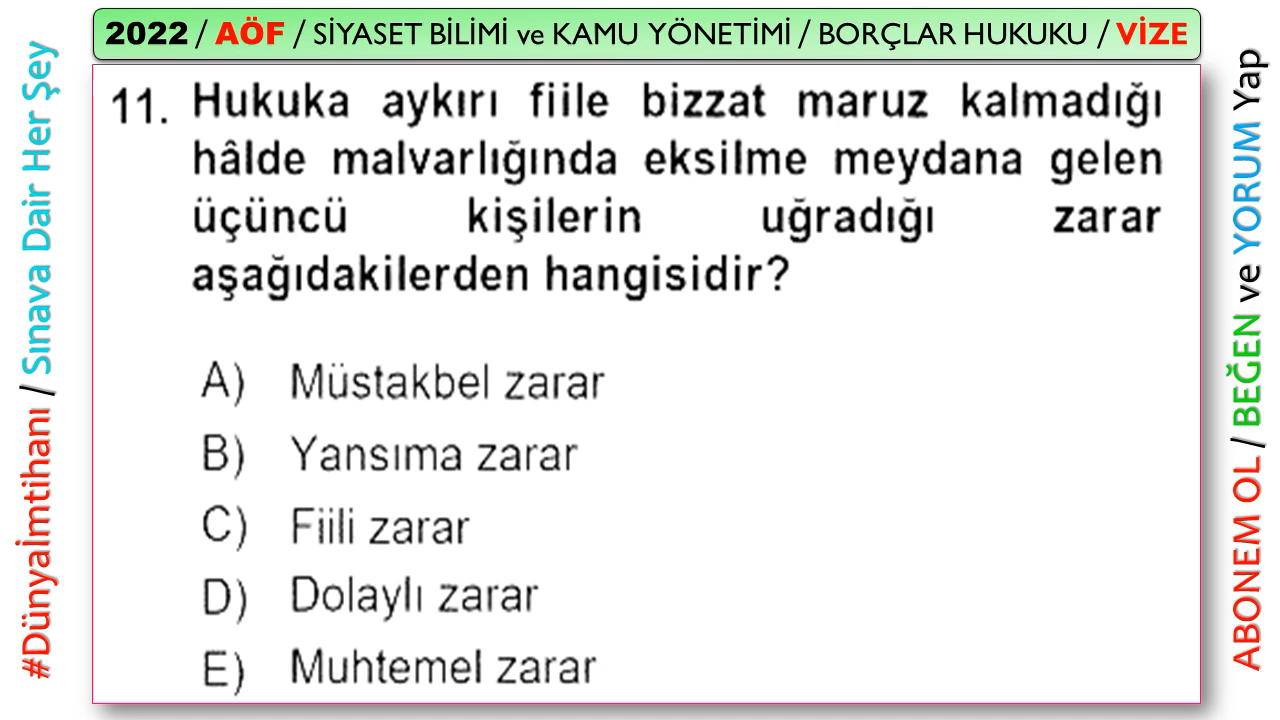 2022 / AÖF / SİYASET BİLİMİ ve KAMU YÖNETİMİ / BORÇLAR HUKUKU / VİZE
#Dünyaİmtihanı / Sınava Dair Her Şey
11. Hukuka aykırı fiile bizzat maruz kalmadığı
hâlde malvarlığında eksilme meydana gelen
üçüncü kişilerin uğradığı zarar
aşağıdakilerden hangisidir?
A) Müstakbel zarar
B) Yansıma zarar
C) Fiili zarar
D) Dolaylı zarar
E) Muhtemel zarar
ABONEM OL / BEĞEN ve YORUM Yap